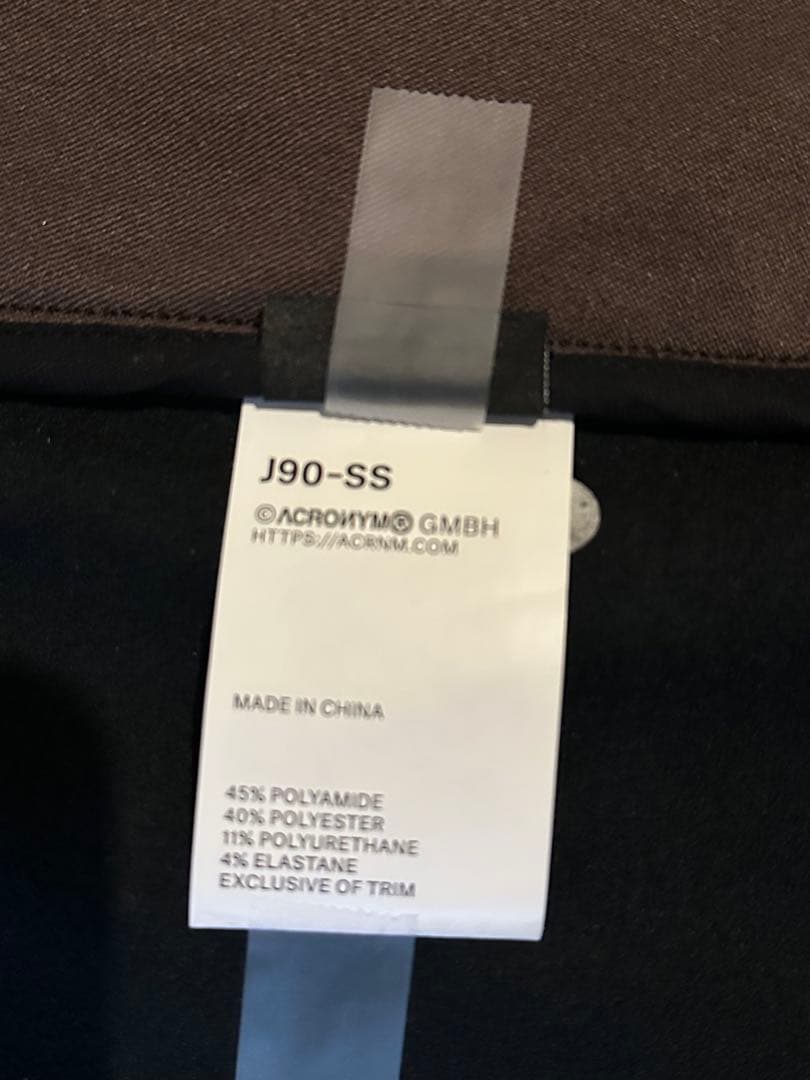 J90-SS
©ACRONYM® GMBH
HTTPS://ACRNM.COM
MADE IN CHINA
45% POLYAMIDE
40% POLYESTER
11% POLYURETHANE
4% ELASTANE
EXCLUSIVE OF TRIM